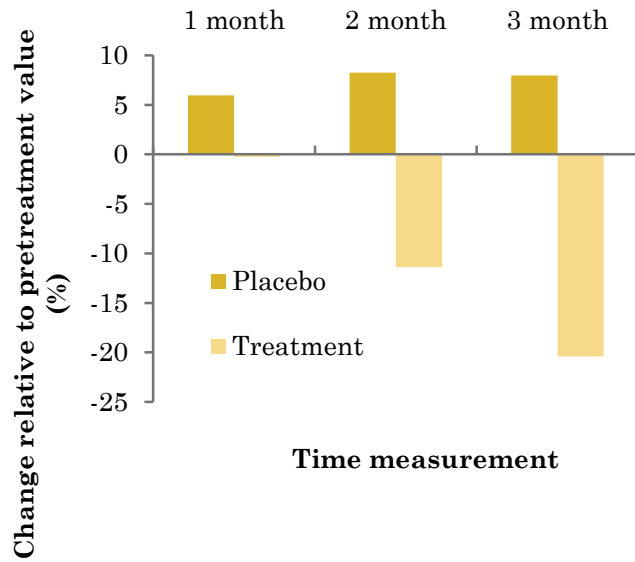 1 month 2 month 3 month
Change relative to pretreatment value
(%)
10
5
0
-5
-10
-15
-20
-25
Placebo
Treatment
Time measurement